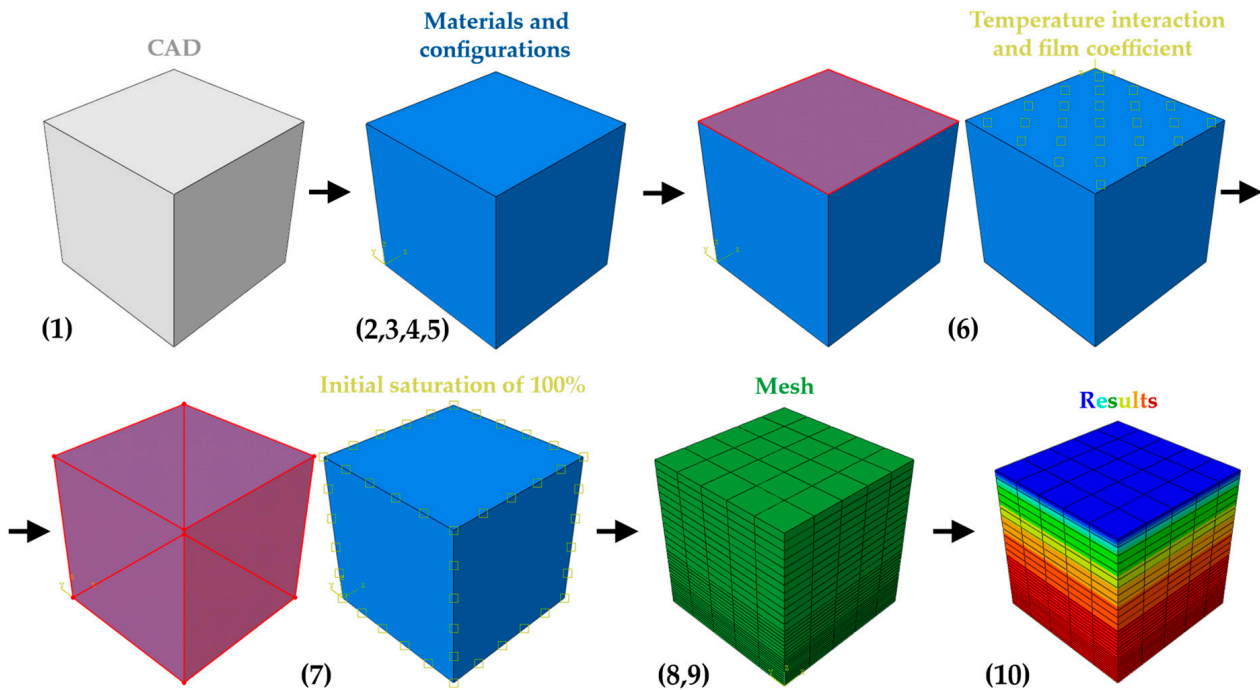 CAD
Materials and
configurations
Temperature interaction
and film coefficient
(1)
(2,3,4,5)
(6)
Initial saturation of 100%
Mesh
Results
(7)
(8,9)
(10)